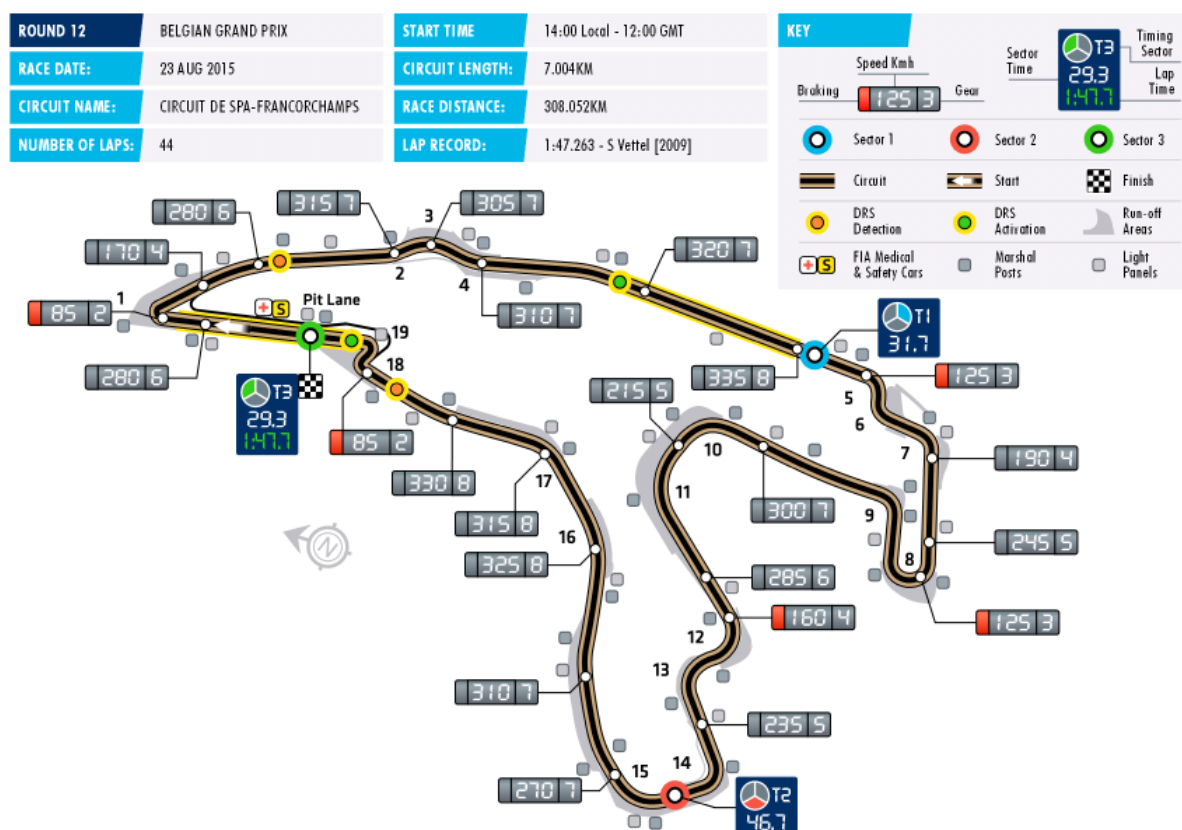 ROUND 12 BELGIAN GRAND PRIX
RACE DATE: 23 AUG 2015
CIRCUIT NAME: CIRCUIT DE SPA-FRANCORCHAMPS
NUMBER OF LAPS: 44
START TIME 14:00 Local - 12:00 GMT
CIRCUIT LENGTH: 7.004KM
RACE DISTANCE: 308.052KM
LAP RECORD: 1:47.263 - S Vettel [2009]
KEY
Speed Kmh
Braking 125 3 Gear
Sector Time
T3
29.3
1:47.7
Timing Sector
Lap Time
Sector 1
Sector 2
Sector 3
Circuit
Start
Finish
DRS Detection
DRS Activation
Run-off Areas
S
FIA Medical & Safety Cars
Marshal Posts
Light Panels
280 6
315 7
3
305 7
170 4
2
4
320 7
1
85 2
S
Pit Lane
310 7
T1
31.7
19
280 6
18
335 8
125 3
T3
29.3
1:47.7
215 5
5
85 2
6
10
7
190 4
330 8
17
11
300 7
9
315 8
16
245 5
325 8
8
285 6
125 3
160 4
12
13
310 7
235 5
15
14
270 7
T2
46.7
N